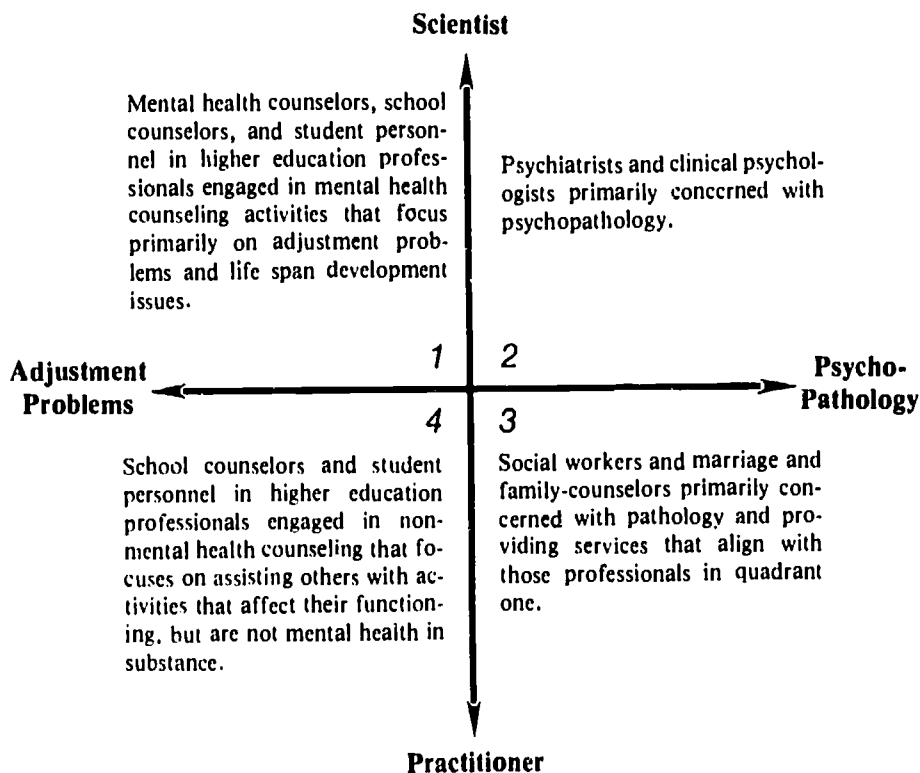 Scientist
Mental health counselors, school
counselors, and student person-
nel in higher education profes-
sionals engaged in mental health
counseling activities that focus
primarily on adjustment prob-
lems and life span development
issues.
Psychiatrists and clinical psychol-
ogists primarily concerned with
psychopathology.
1
2
Adjustment
Problems
Psycho-
Pathology
4
3
School counselors and student
personnel in higher education
professionals engaged in non-
mental health counseling that fo-
cuses on assisting others with ac-
tivities that affect their function-
ing, but are not mental health in
substance.
Social workers and marriage and
family-counselors primarily con-
cerned with pathology and pro-
viding services that align with
those professionals in quadrant
one.
Practitioner